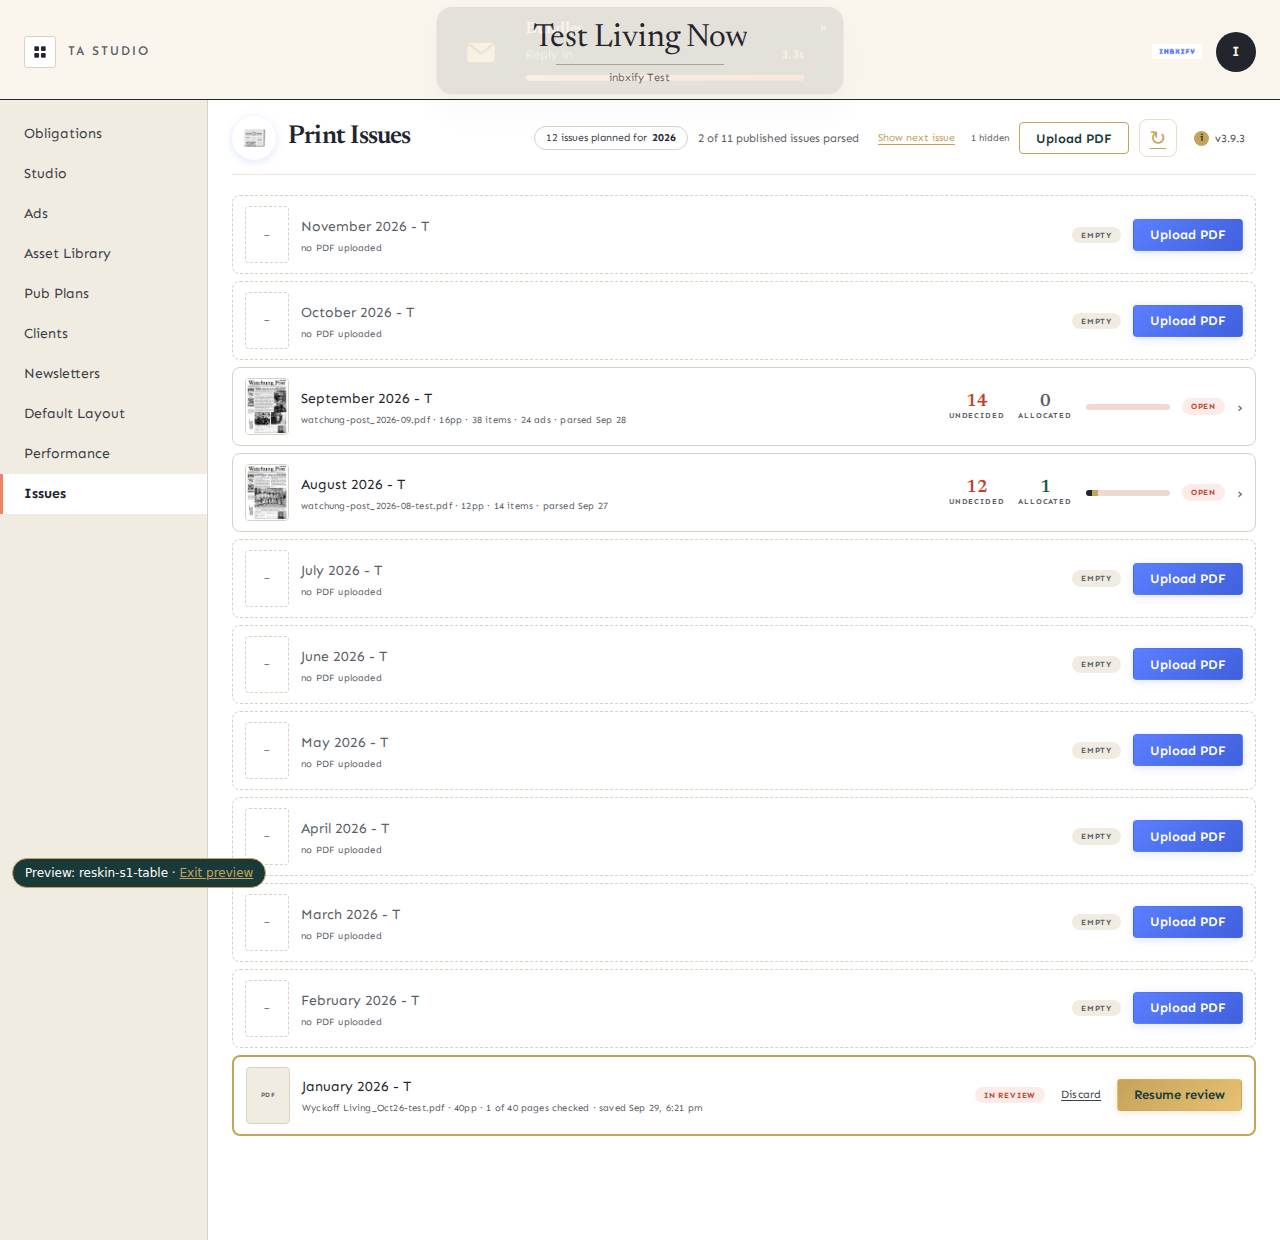 TA STUDIO
Test Living Now
Reply in
3.3s
inbxify Test
INBXIFY
I
Obligations
Studio
Ads
Asset Library
Pub Plans
Clients
Newsletters
Default Layout
Performance
Issues
Print Issues
12 issues planned for 2026
2 of 11 published issues parsed
Show next issue
1 hidden
Upload PDF
↻
i v3.9.3
–
November 2026 - T
no PDF uploaded
EMPTY
Upload PDF
–
October 2026 - T
no PDF uploaded
EMPTY
Upload PDF
Watchung Post
September 2026 - T
watchung-post_2026-09.pdf · 16pp · 38 items · 24 ads · parsed Sep 28
14 UNDECIDED
0 ALLOCATED
OPEN
›
Watchung Post
August 2026 - T
watchung-post_2026-08-test.pdf · 12pp · 14 items · parsed Sep 27
12 UNDECIDED
1 ALLOCATED
OPEN
›
–
July 2026 - T
no PDF uploaded
EMPTY
Upload PDF
–
June 2026 - T
no PDF uploaded
EMPTY
Upload PDF
–
May 2026 - T
no PDF uploaded
EMPTY
Upload PDF
–
April 2026 - T
no PDF uploaded
EMPTY
Upload PDF
Preview: reskin-s1-table · Exit preview
–
March 2026 - T
no PDF uploaded
EMPTY
Upload PDF
–
February 2026 - T
no PDF uploaded
EMPTY
Upload PDF
PDF
January 2026 - T
Wyckoff Living_Oct26-test.pdf · 40pp · 1 of 40 pages checked · saved Sep 29, 6:21 pm
IN REVIEW
Discard
Resume review